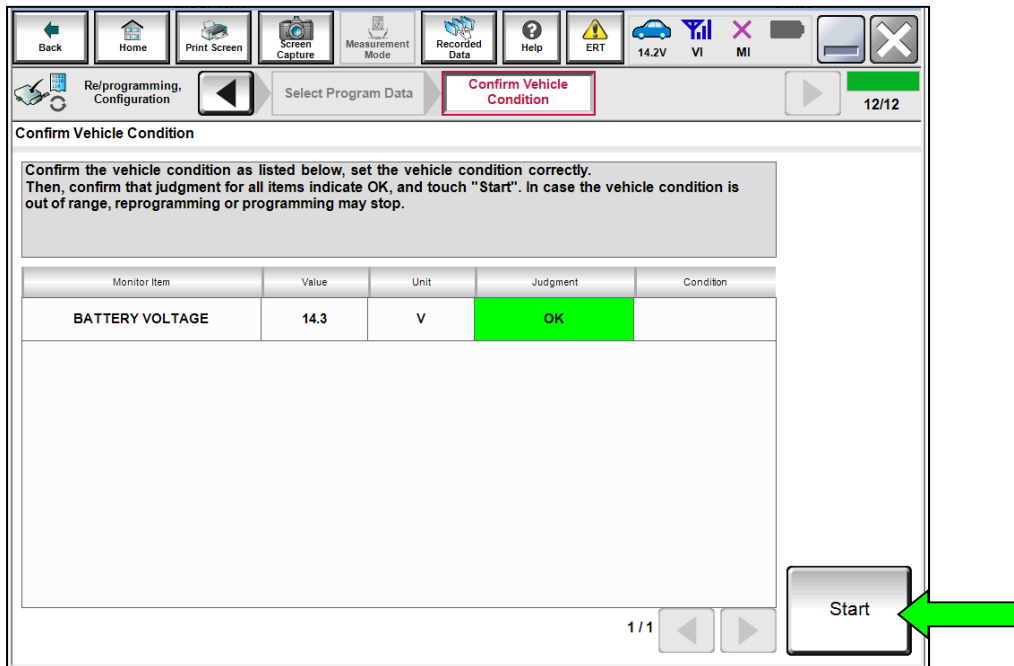 Back
Home
Print Screen
Screen
Capture
Measurement
Mode
Recorded
Data
Help
ERT
14.2V
VI
MI
Re/programming,
Configuration
Select Program Data
Confirm Vehicle
Condition
12/12
Confirm Vehicle Condition
Confirm the vehicle condition as listed below, set the vehicle condition correctly.
Then, confirm that judgment for all items indicate OK, and touch "Start". In case the vehicle condition is
out of range, reprogramming or programming may stop.
Monitor Item Value Unit Judgment Condition
BATTERY VOLTAGE 14.3 V OK
Start
1/1